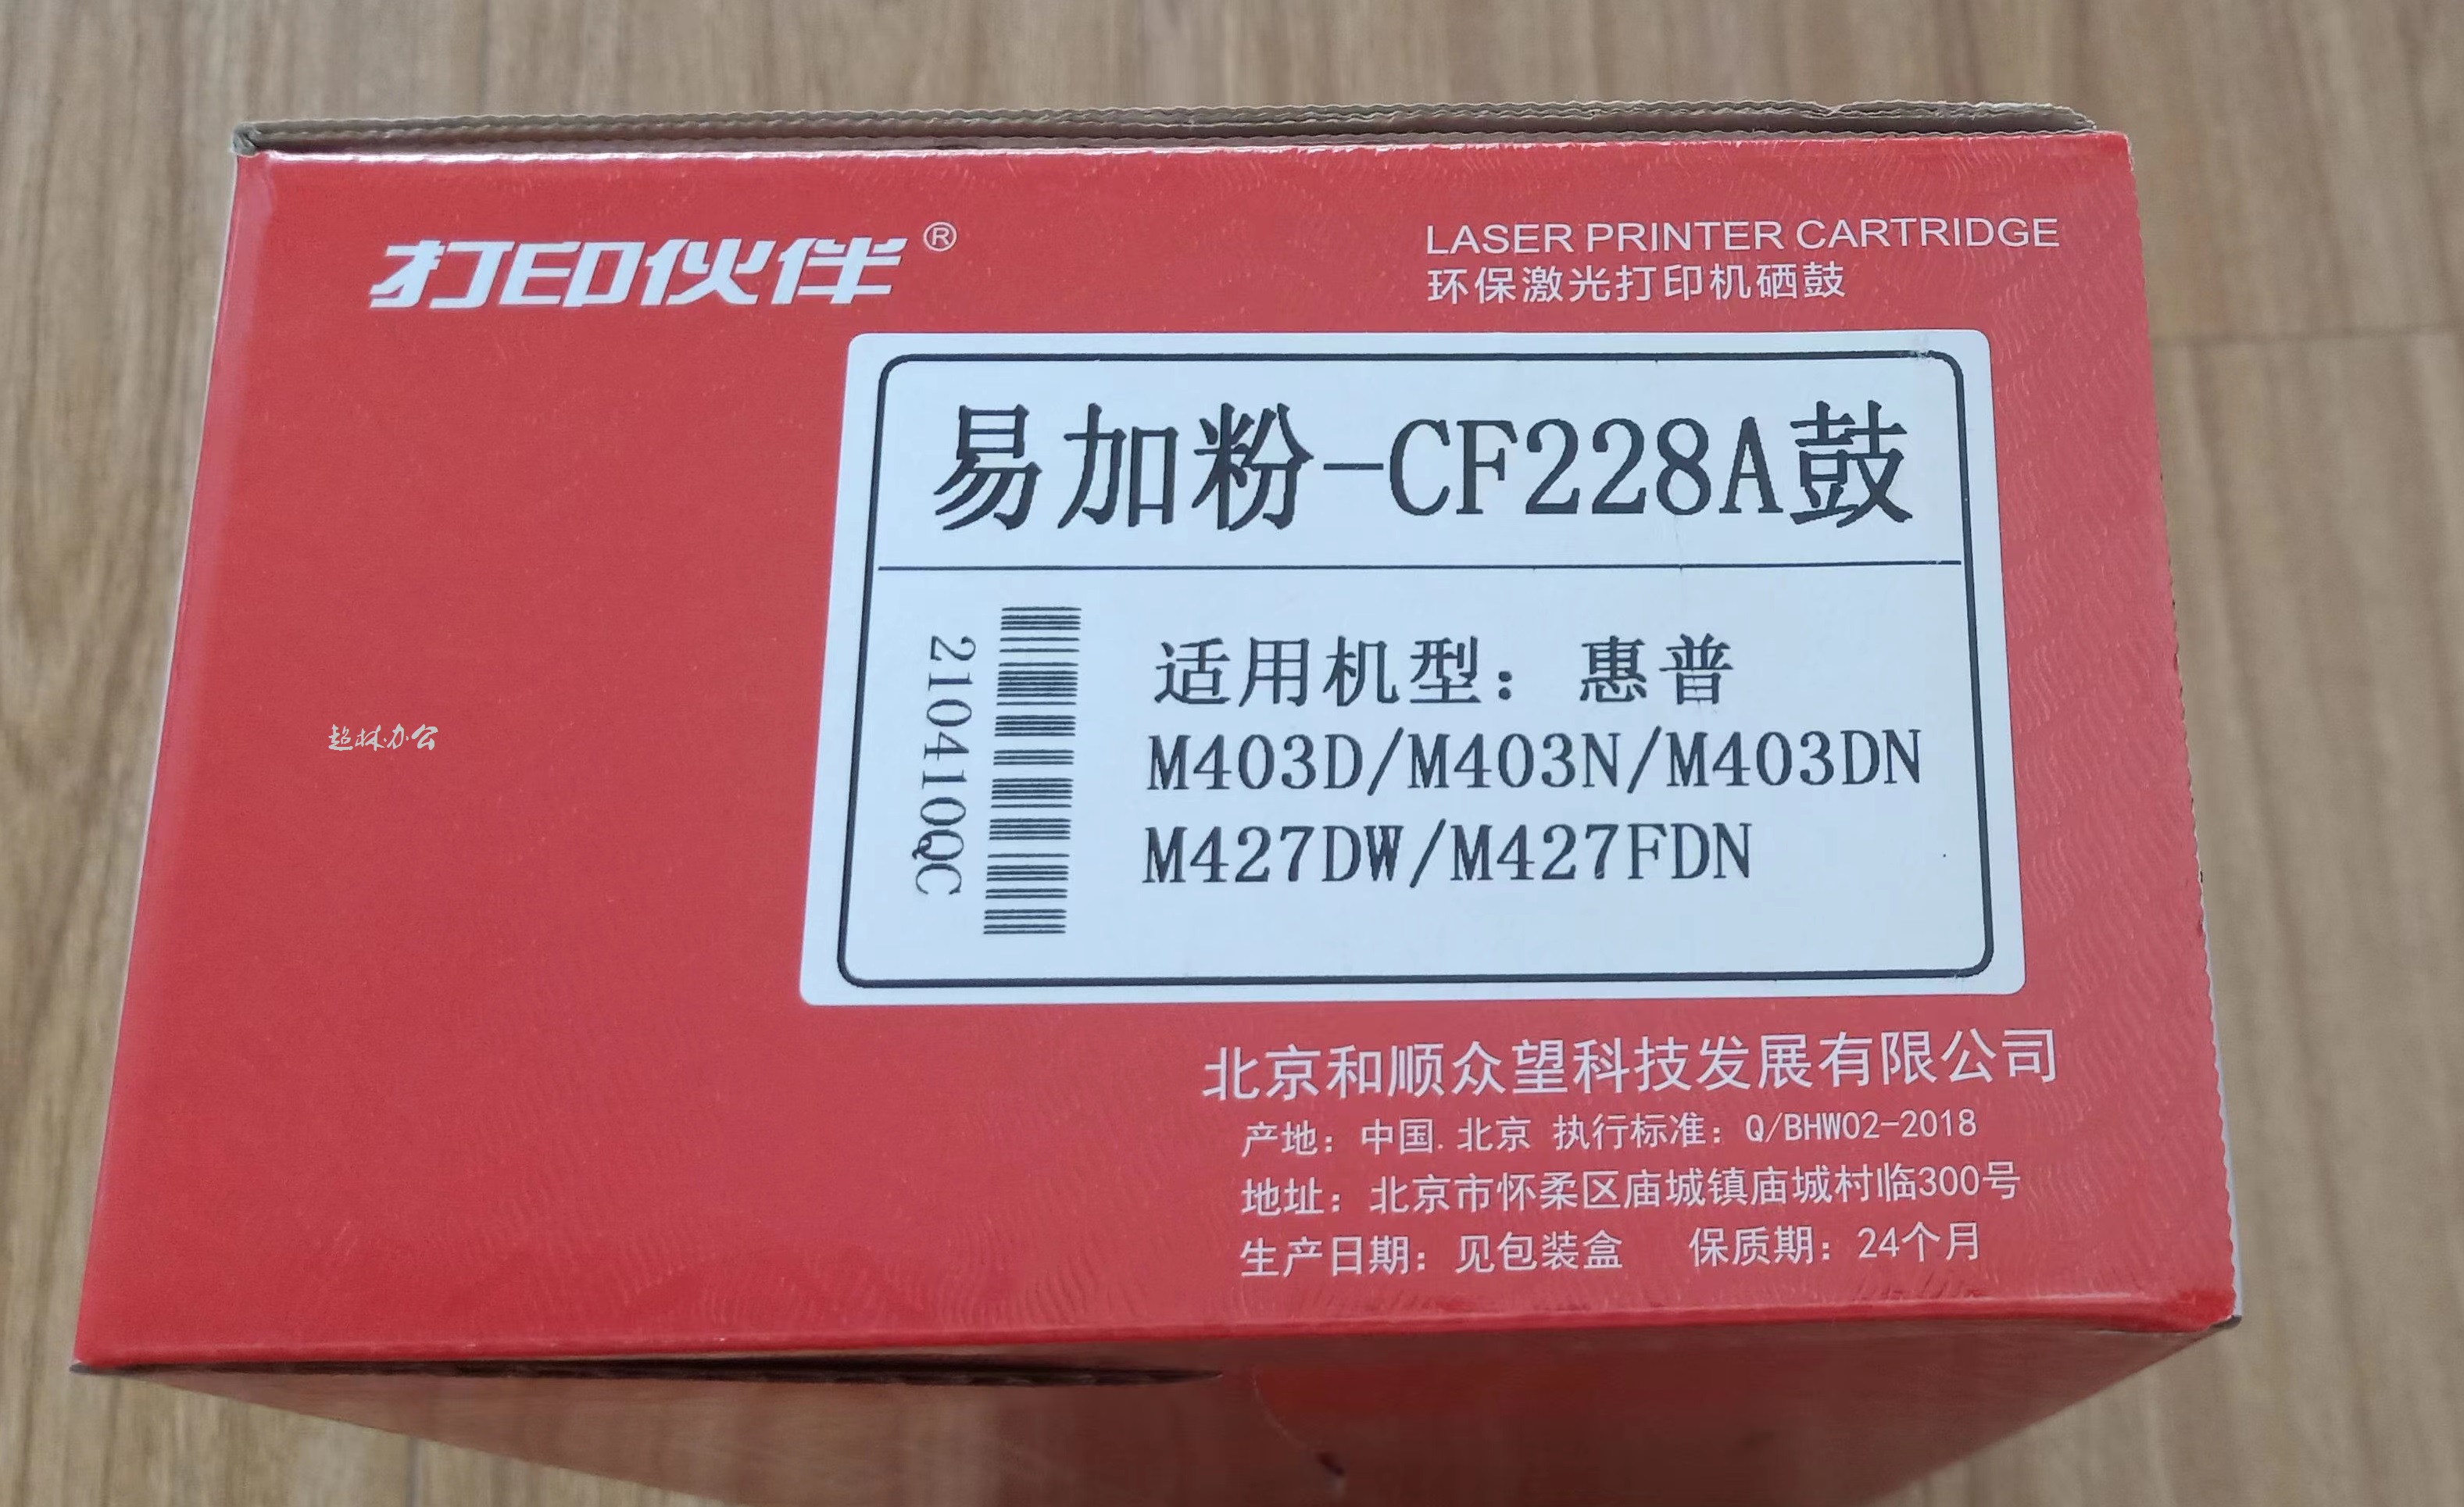 打印伙伴®
LASER PRINTER CARTRIDGE
环保激光打印机硒鼓
易加粉-CF228A鼓
210410QC
适用机型：惠普
M403D/M403N/M403DN
M427DW/M427FDN
超林办公
北京和顺众望科技发展有限公司
产地：中国.北京 执行标准：Q/BHW02-2018
地址：北京市怀柔区庙城镇庙城村临300号
生产日期：见包装盒 保质期：24个月